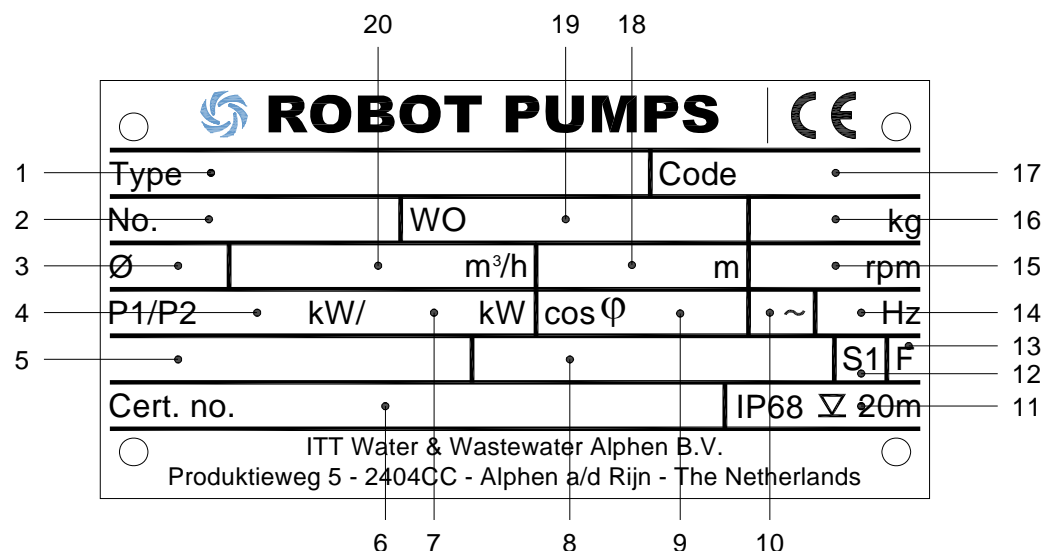 20 19 18
ROBOT PUMPS CE
1 Type Code 17
2 No. WO kg 16
3 Ø m³/h m rpm 15
4 P1/P2 kW/ kW cos φ ~ Hz 14
13
5 S1 F
12
Cert. no. IP68 20m 11
ITT Water & Wastewater Alphen B.V.
Produktieweg 5 - 2404CC - Alphen a/d Rijn - The Netherlands
6 7 8 9 10